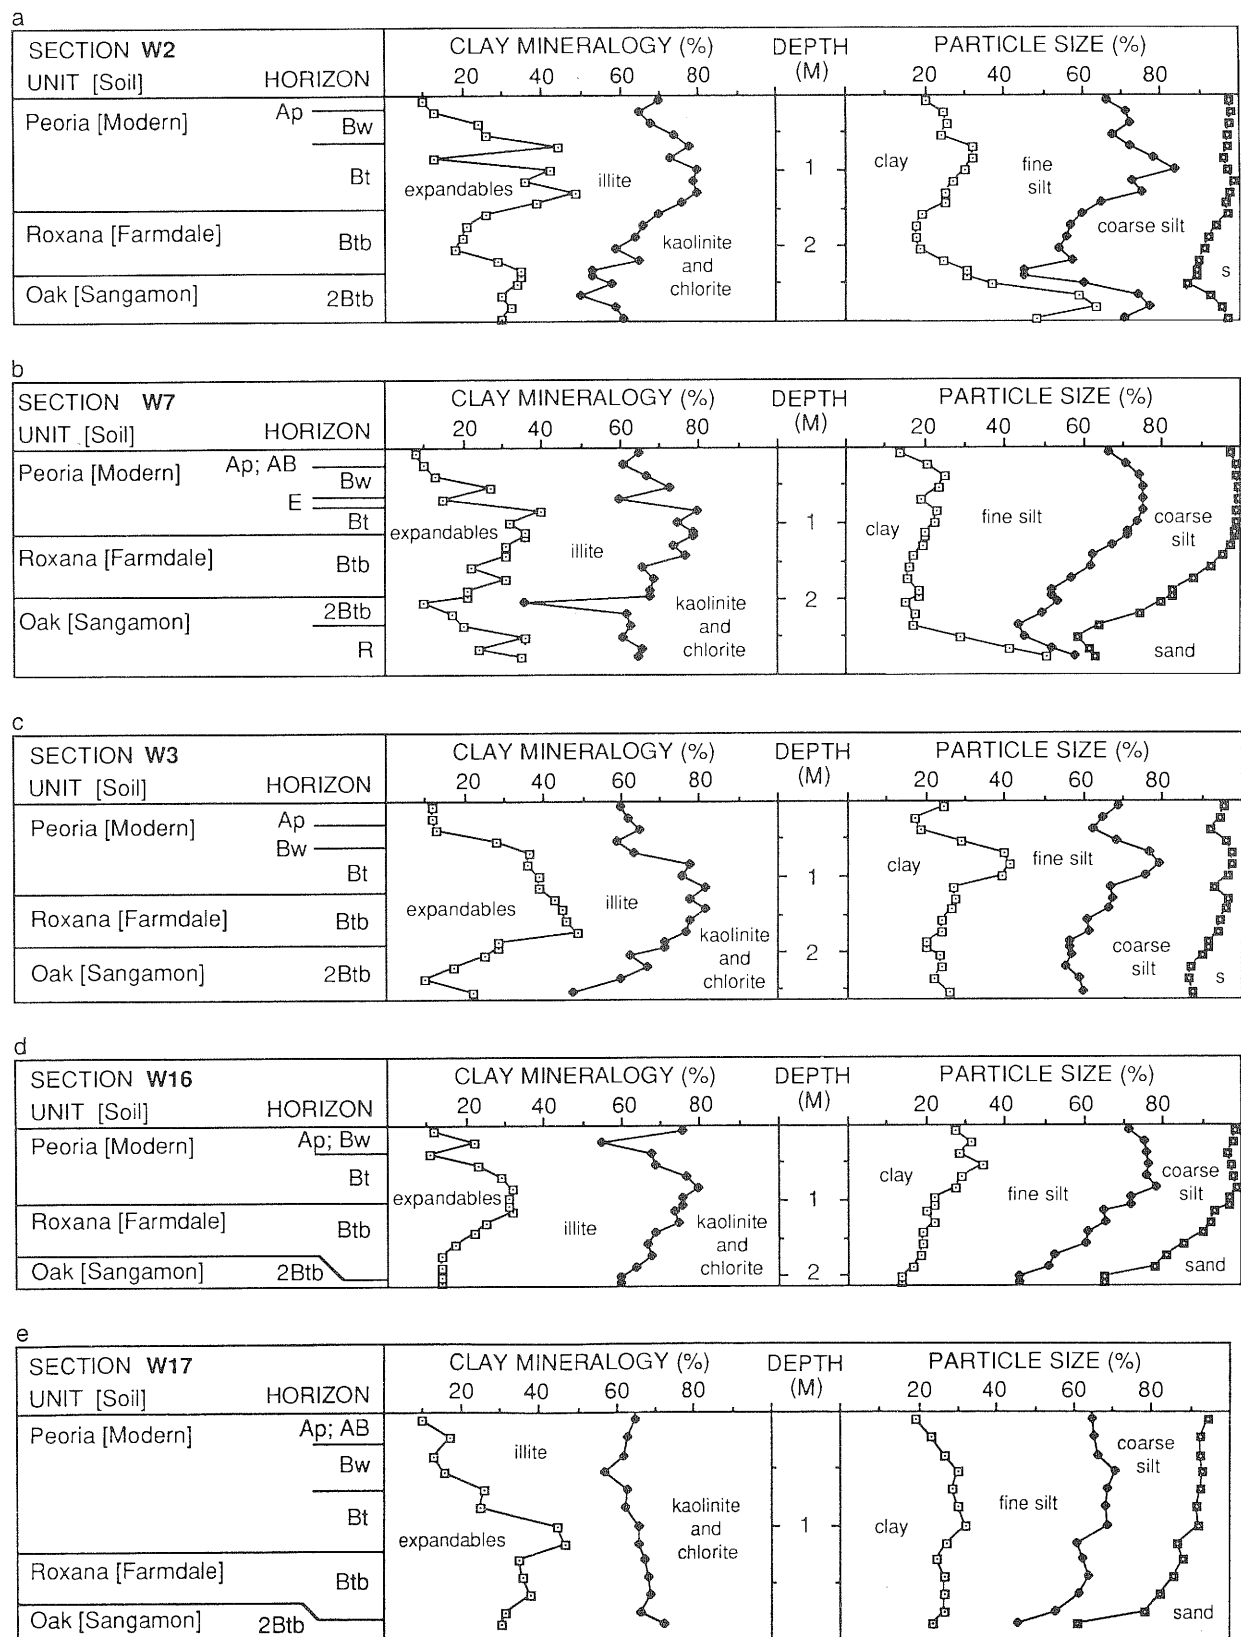 a
SECTION W2
UNIT [Soil] HORIZON
CLAY MINERALOGY (%)
20 40 60 80
DEPTH
(M)
PARTICLE SIZE (%)
20 40 60 80
Peoria [Modern]
Ap
Bw
Bt
Roxana [Farmdale]
Btb
Oak [Sangamon]
2Btb
expandables
illite
kaolinite
and
chlorite
1
2
clay
fine
silt
coarse silt
s
b
SECTION W7
UNIT [Soil] HORIZON
CLAY MINERALOGY (%)
20 40 60 80
DEPTH
(M)
PARTICLE SIZE (%)
20 40 60 80
Peoria [Modern]
Ap; AB
Bw
E
Bt
Roxana [Farmdale]
Btb
Oak [Sangamon]
2Btb
R
expandables
illite
kaolinite
and
chlorite
1
2
clay
fine silt
coarse
silt
sand
c
SECTION W3
UNIT [Soil] HORIZON
CLAY MINERALOGY (%)
20 40 60 80
DEPTH
(M)
PARTICLE SIZE (%)
20 40 60 80
Peoria [Modern]
Ap
Bw
Bt
Roxana [Farmdale]
Btb
Oak [Sangamon]
2Btb
expandables
illite
kaolinite
and
chlorite
1
2
clay
fine silt
coarse
silt
s
d
SECTION W16
UNIT [Soil] HORIZON
CLAY MINERALOGY (%)
20 40 60 80
DEPTH
(M)
PARTICLE SIZE (%)
20 40 60 80
Peoria [Modern]
Ap; Bw
Bt
Roxana [Farmdale]
Btb
Oak [Sangamon]
2Btb
expandables
illite
kaolinite
and
chlorite
1
2
clay
fine silt
coarse
silt
sand
e
SECTION W17
UNIT [Soil] HORIZON
CLAY MINERALOGY (%)
20 40 60 80
DEPTH
(M)
PARTICLE SIZE (%)
20 40 60 80
Peoria [Modern]
Ap; AB
Bw
Bt
Roxana [Farmdale]
Btb
Oak [Sangamon]
2Btb
illite
expandables
kaolinite
and
chlorite
1
clay
fine silt
coarse
silt
sand